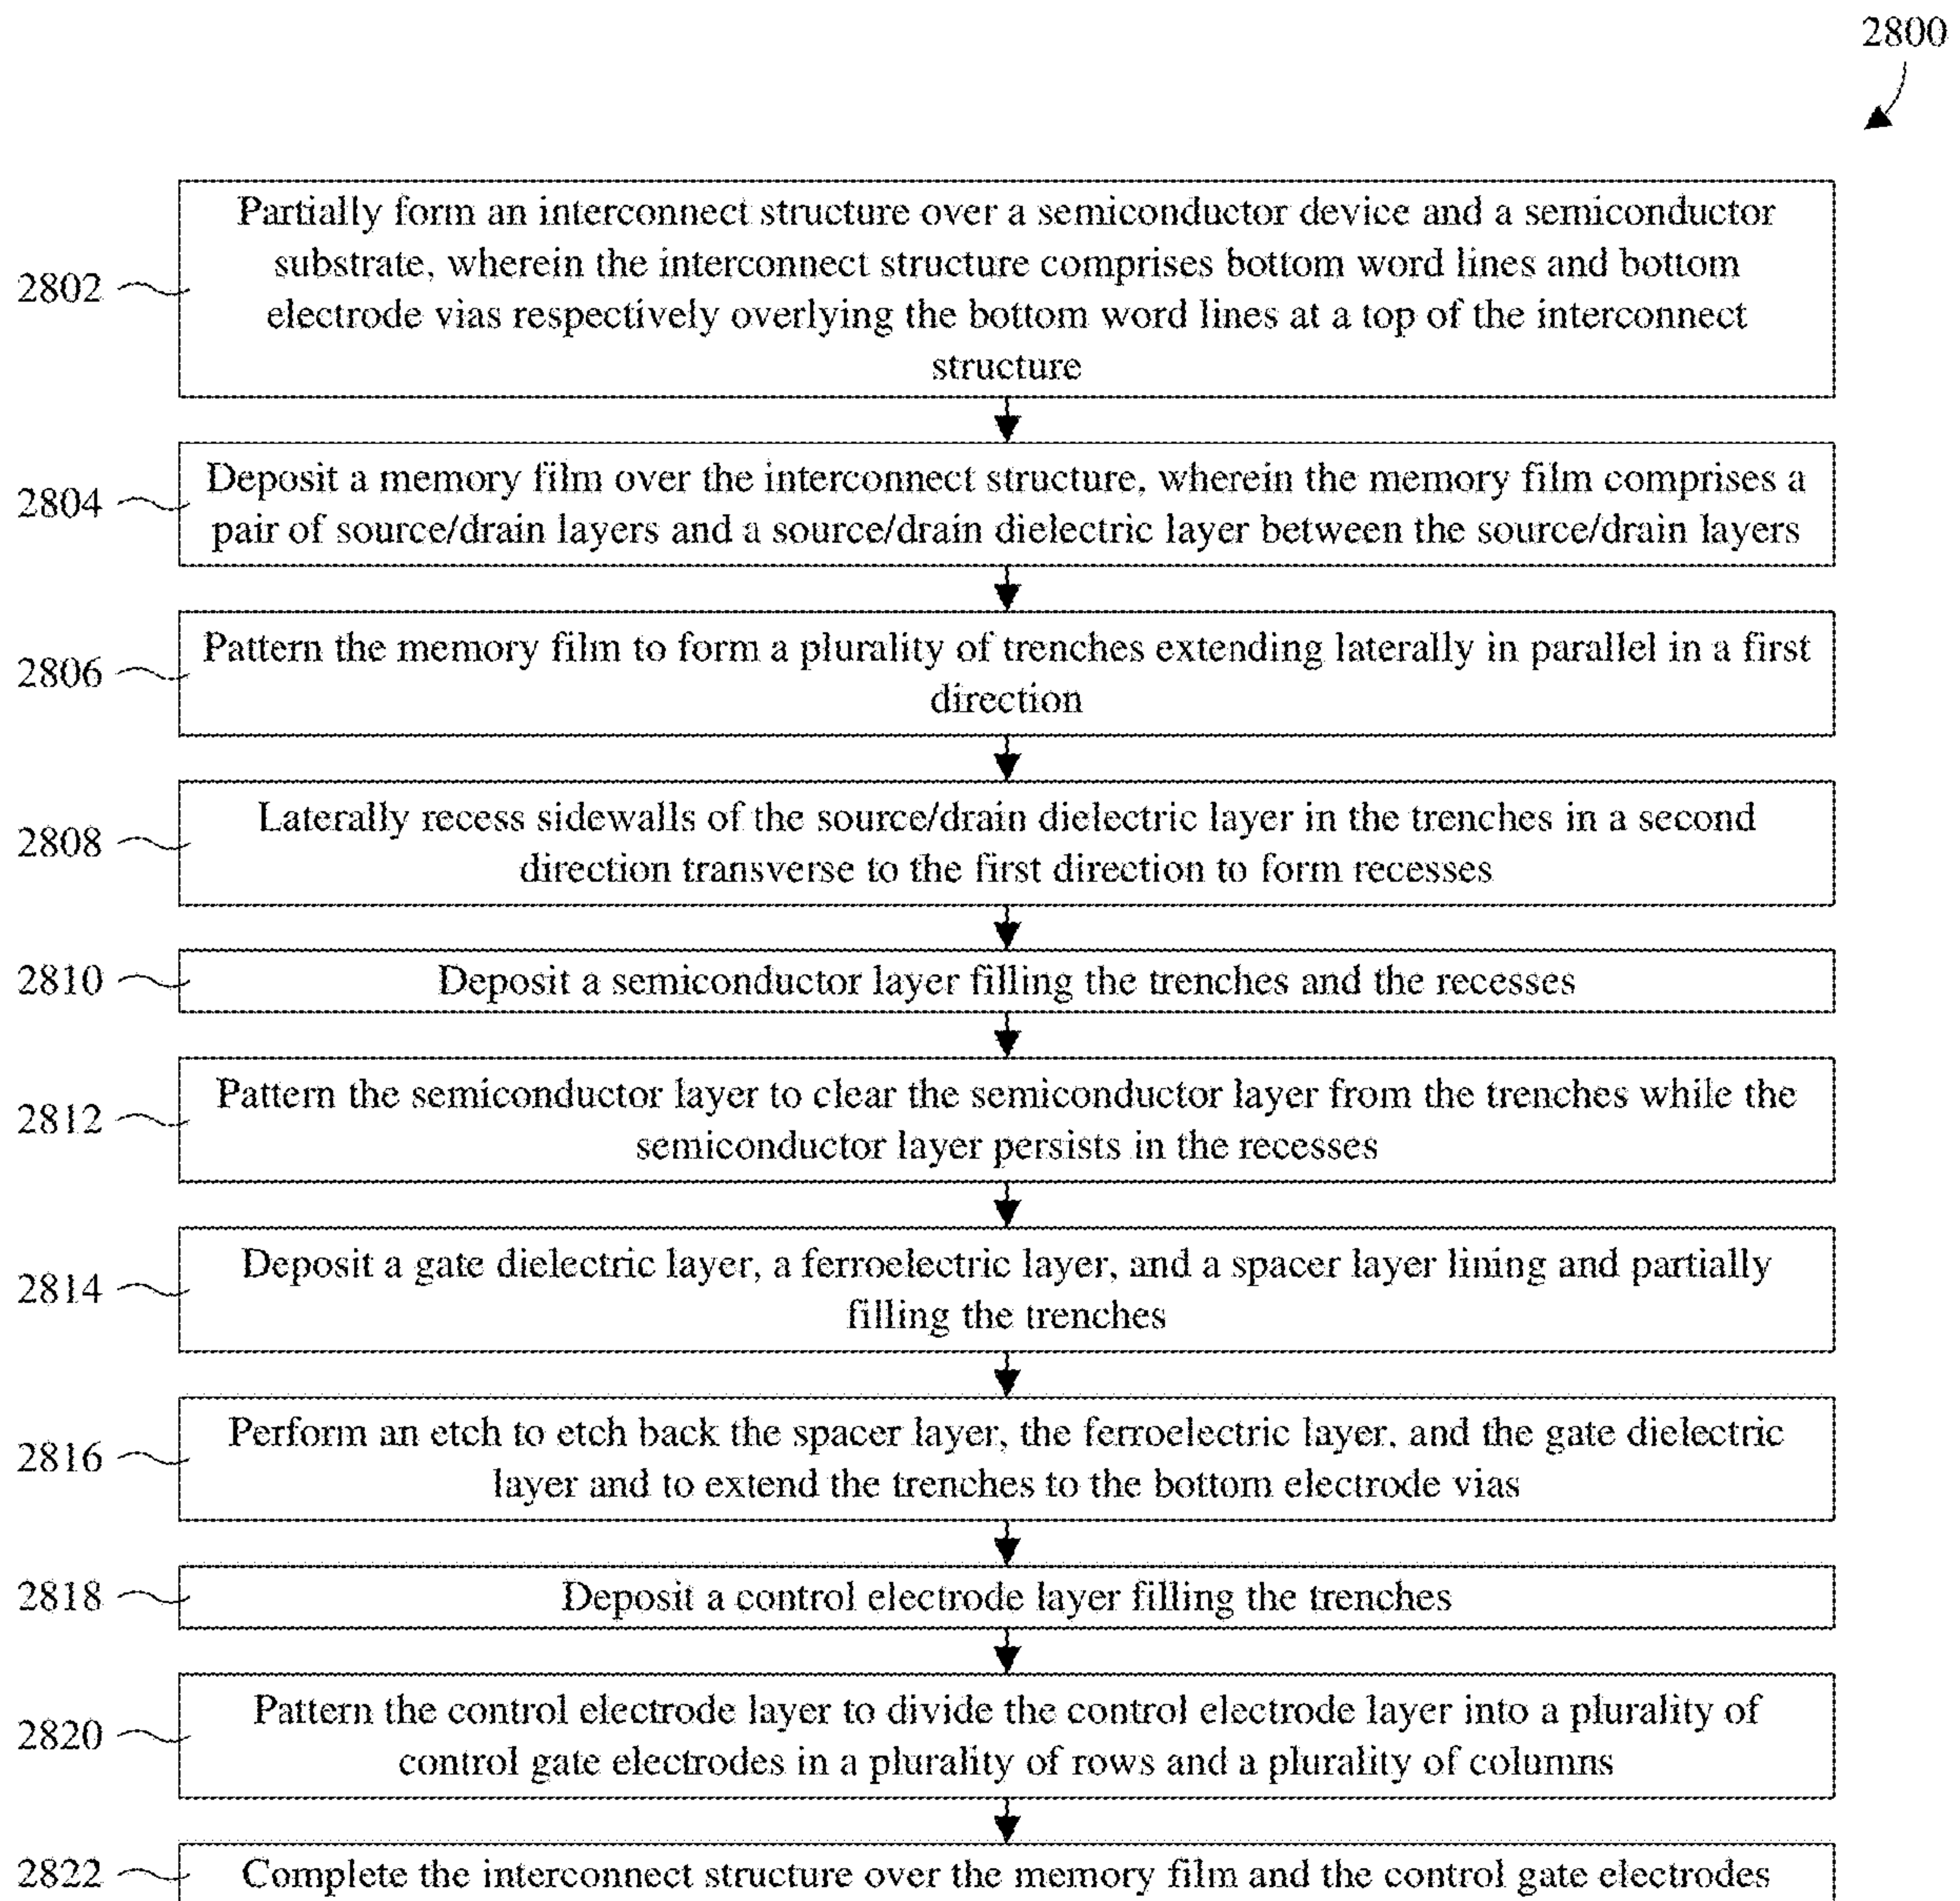 2800
Partially form an interconnect structure over a semiconductor device and a semiconductor
substrate, wherein the interconnect structure comprises bottom word lines and bottom
2802
electrode vias respectively overlying the bottom word lines at a top of the interconnect
structure
Deposit a memory film over the interconnect structure, wherein the memory film comprises a
2804
pair of source/drain layers and a source/drain dielectric layer between the source/drain layers
Pattern the memory film to form a plurality of trenches extending laterally in parallel in a first
2806
direction
Laterally recess sidewalls of the source/drain dielectric layer in the trenches in a second
2808
direction transverse to the first direction to form recesses
2810
Deposit a semiconductor layer filling the trenches and the recesses
Pattern the semiconductor layer to clear the semiconductor layer from the trenches while the
2812
semiconductor layer persists in the recesses
Deposit a gate dielectric layer, a ferroelectric layer, and a spacer layer lining and partially
2814
filling the trenches
Perform an etch to etch back the spacer layer, the ferroelectric layer, and the gate dielectric
2816
layer and to extend the trenches to the bottom electrode vias
2818
Deposit a control electrode layer filling the trenches
Pattern the control electrode layer to divide the control electrode layer into a plurality of
2820
control gate electrodes in a plurality of rows and a plurality of columns
2822
Complete the interconnect structure over the memory film and the control gate electrodes